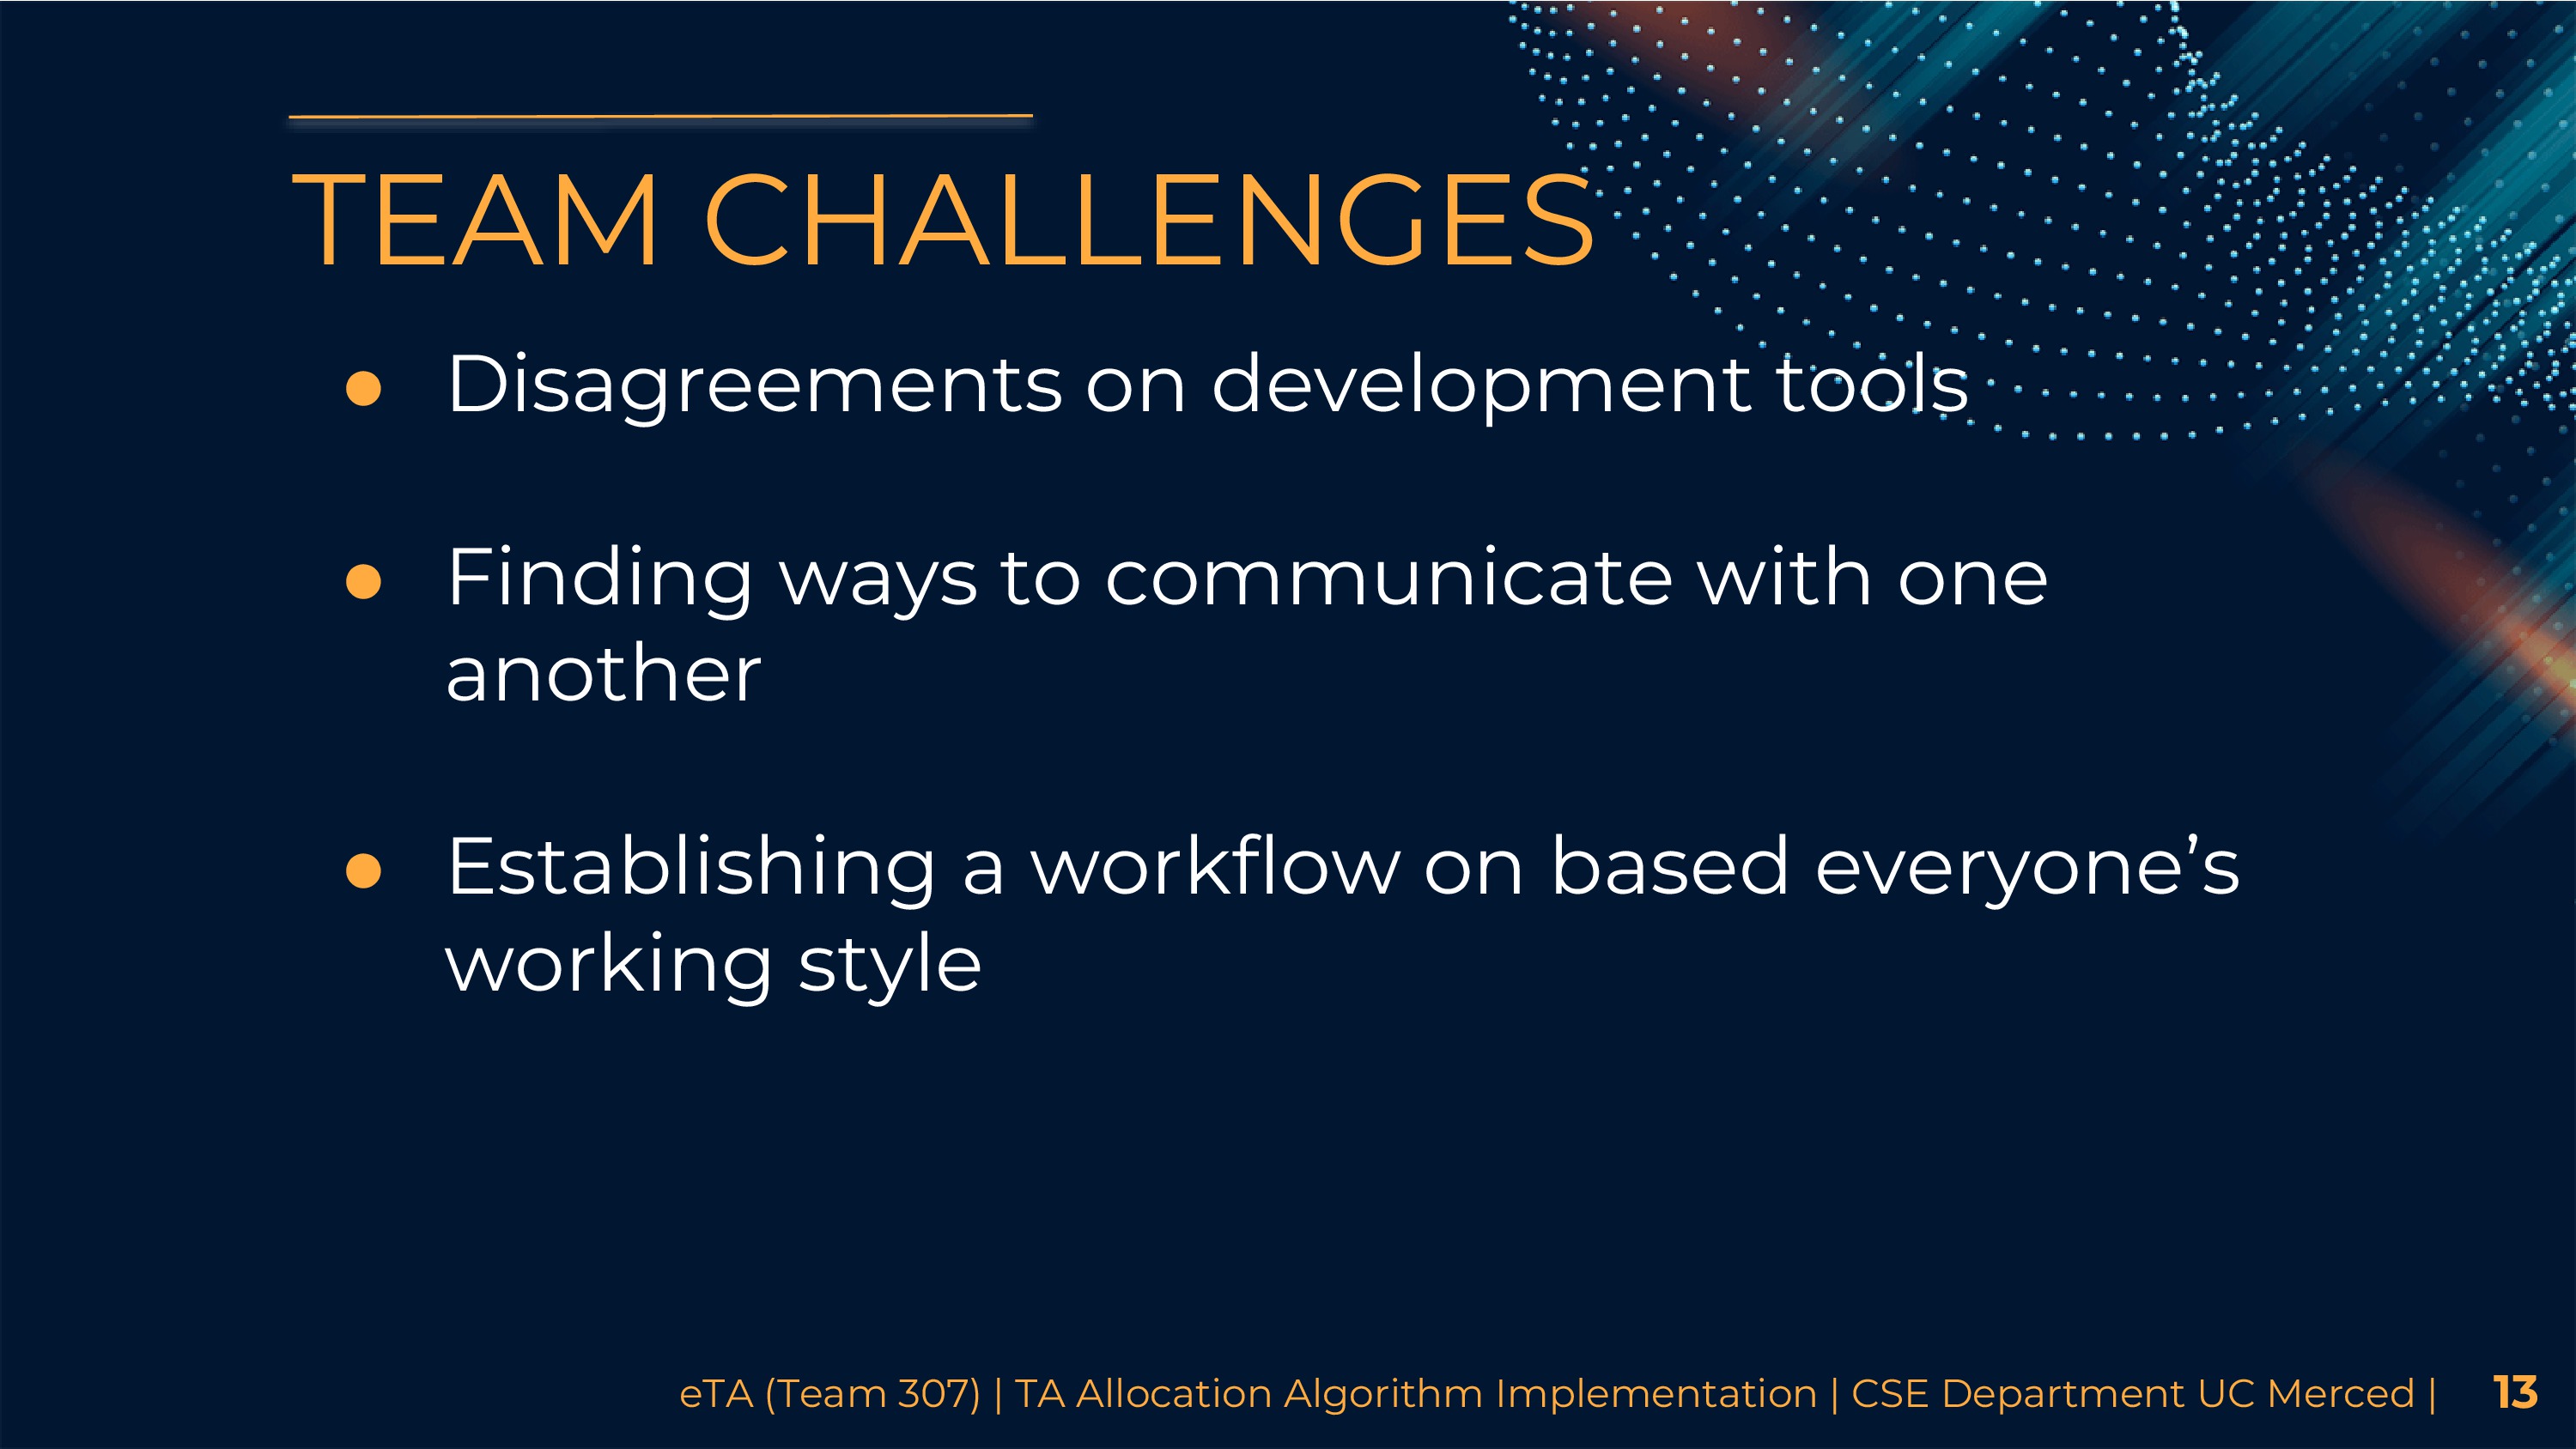 TEAM CHALLENGES
● Disagreements on development tools
● Finding ways to communicate with one
another
● Establishing a workflow on based everyone’s
working style
eTA (Team 307) | TA Allocation Algorithm Implementation | CSE Department UC Merced | 13